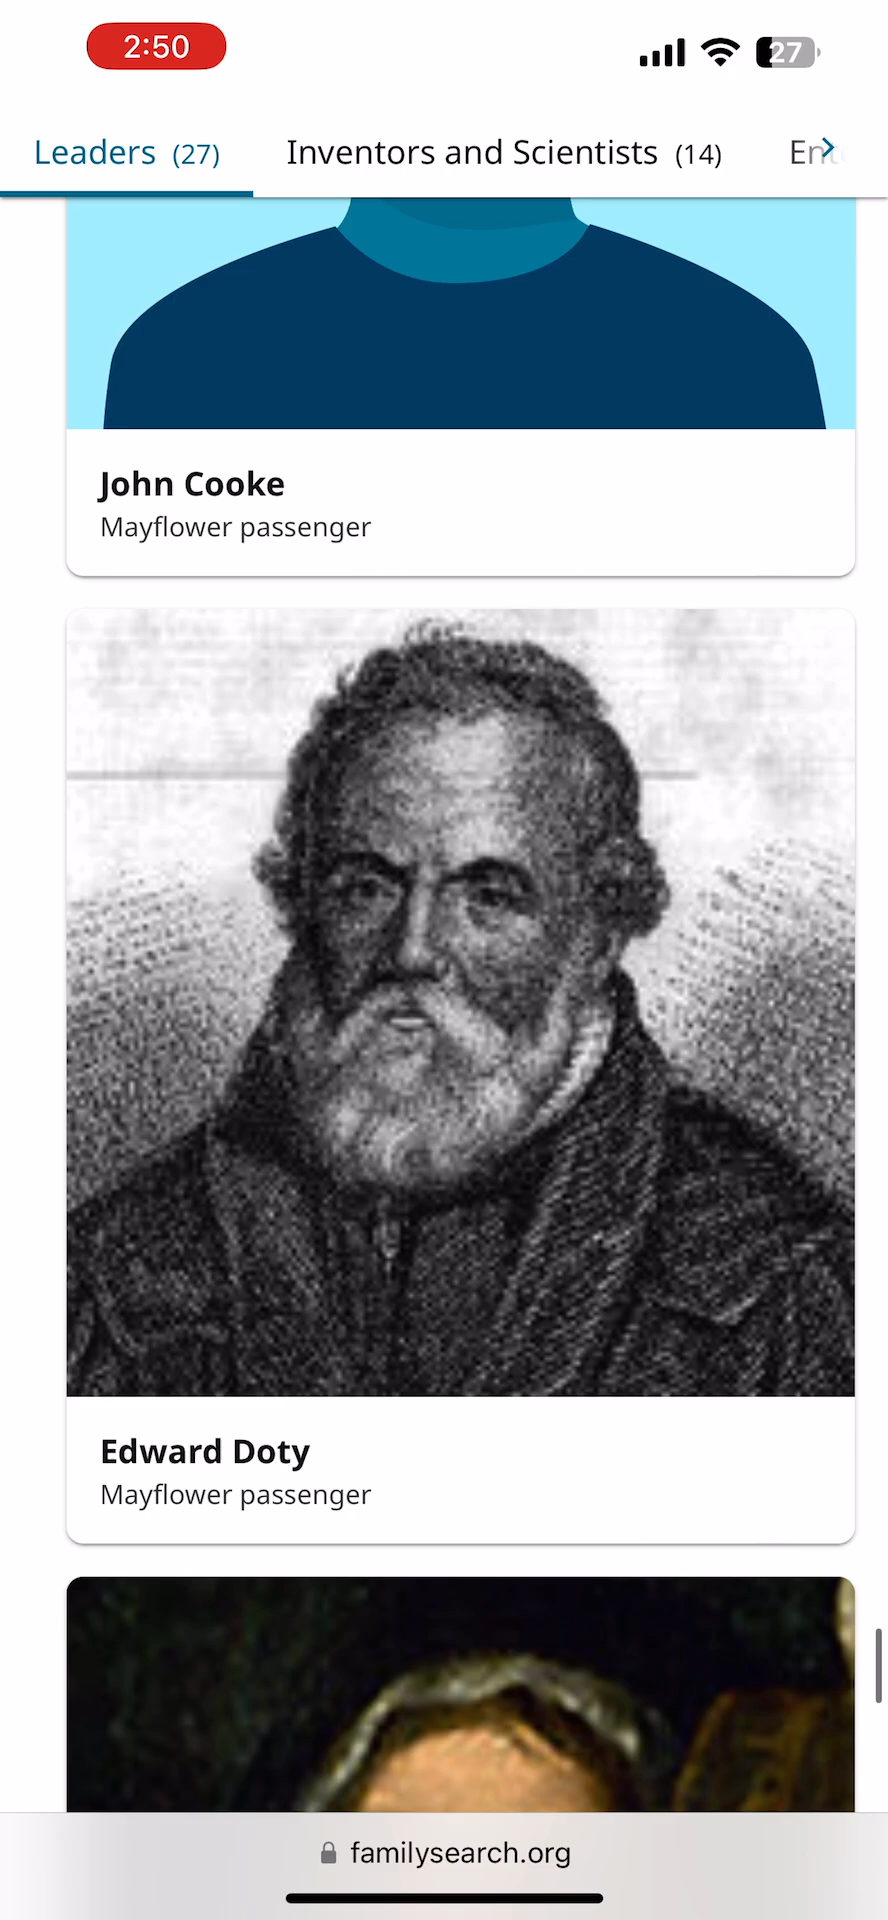 2:50
27
Leaders (27)
Inventors and Scientists (14)
John Cooke
Mayflower passenger
Edward Doty
Mayflower passenger
familysearch.org